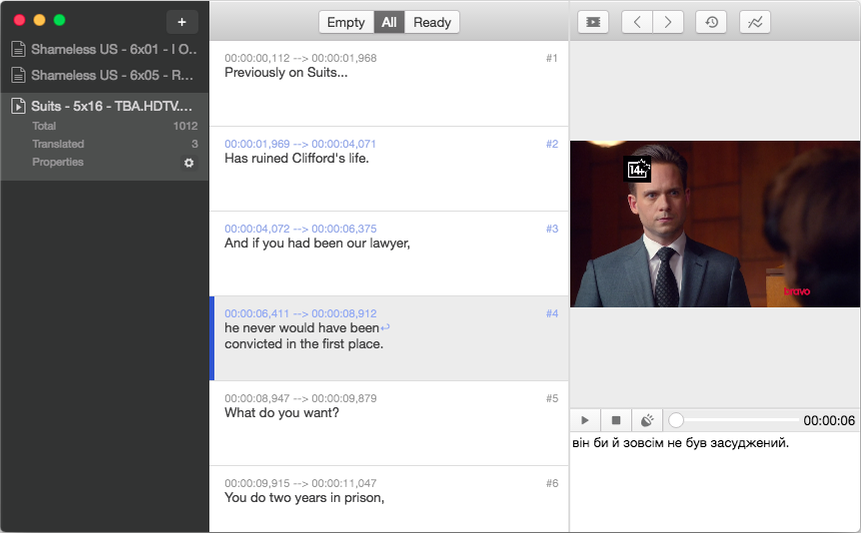 +
Empty All Ready
Shameless US - 6x01 - I O...
Shameless US - 6x05 - R...
Suits - 5x16 - TBA.HDTV....
Total 1012
Translated 3
Properties
00:00:00,112 --> 00:00:01,968 #1
Previously on Suits...
00:00:01,969 --> 00:00:04,071 #2
Has ruined Clifford's life.
00:00:04,072 --> 00:00:06,375 #3
And if you had been our lawyer,
00:00:06,411 --> 00:00:08,912 #4
he never would have been↩
convicted in the first place.
00:00:08,947 --> 00:00:09,879 #5
What do you want?
00:00:09,915 --> 00:00:11,047 #6
You do two years in prison,
14+
bravo
00:00:06
він би й зовсім не був засуджений.